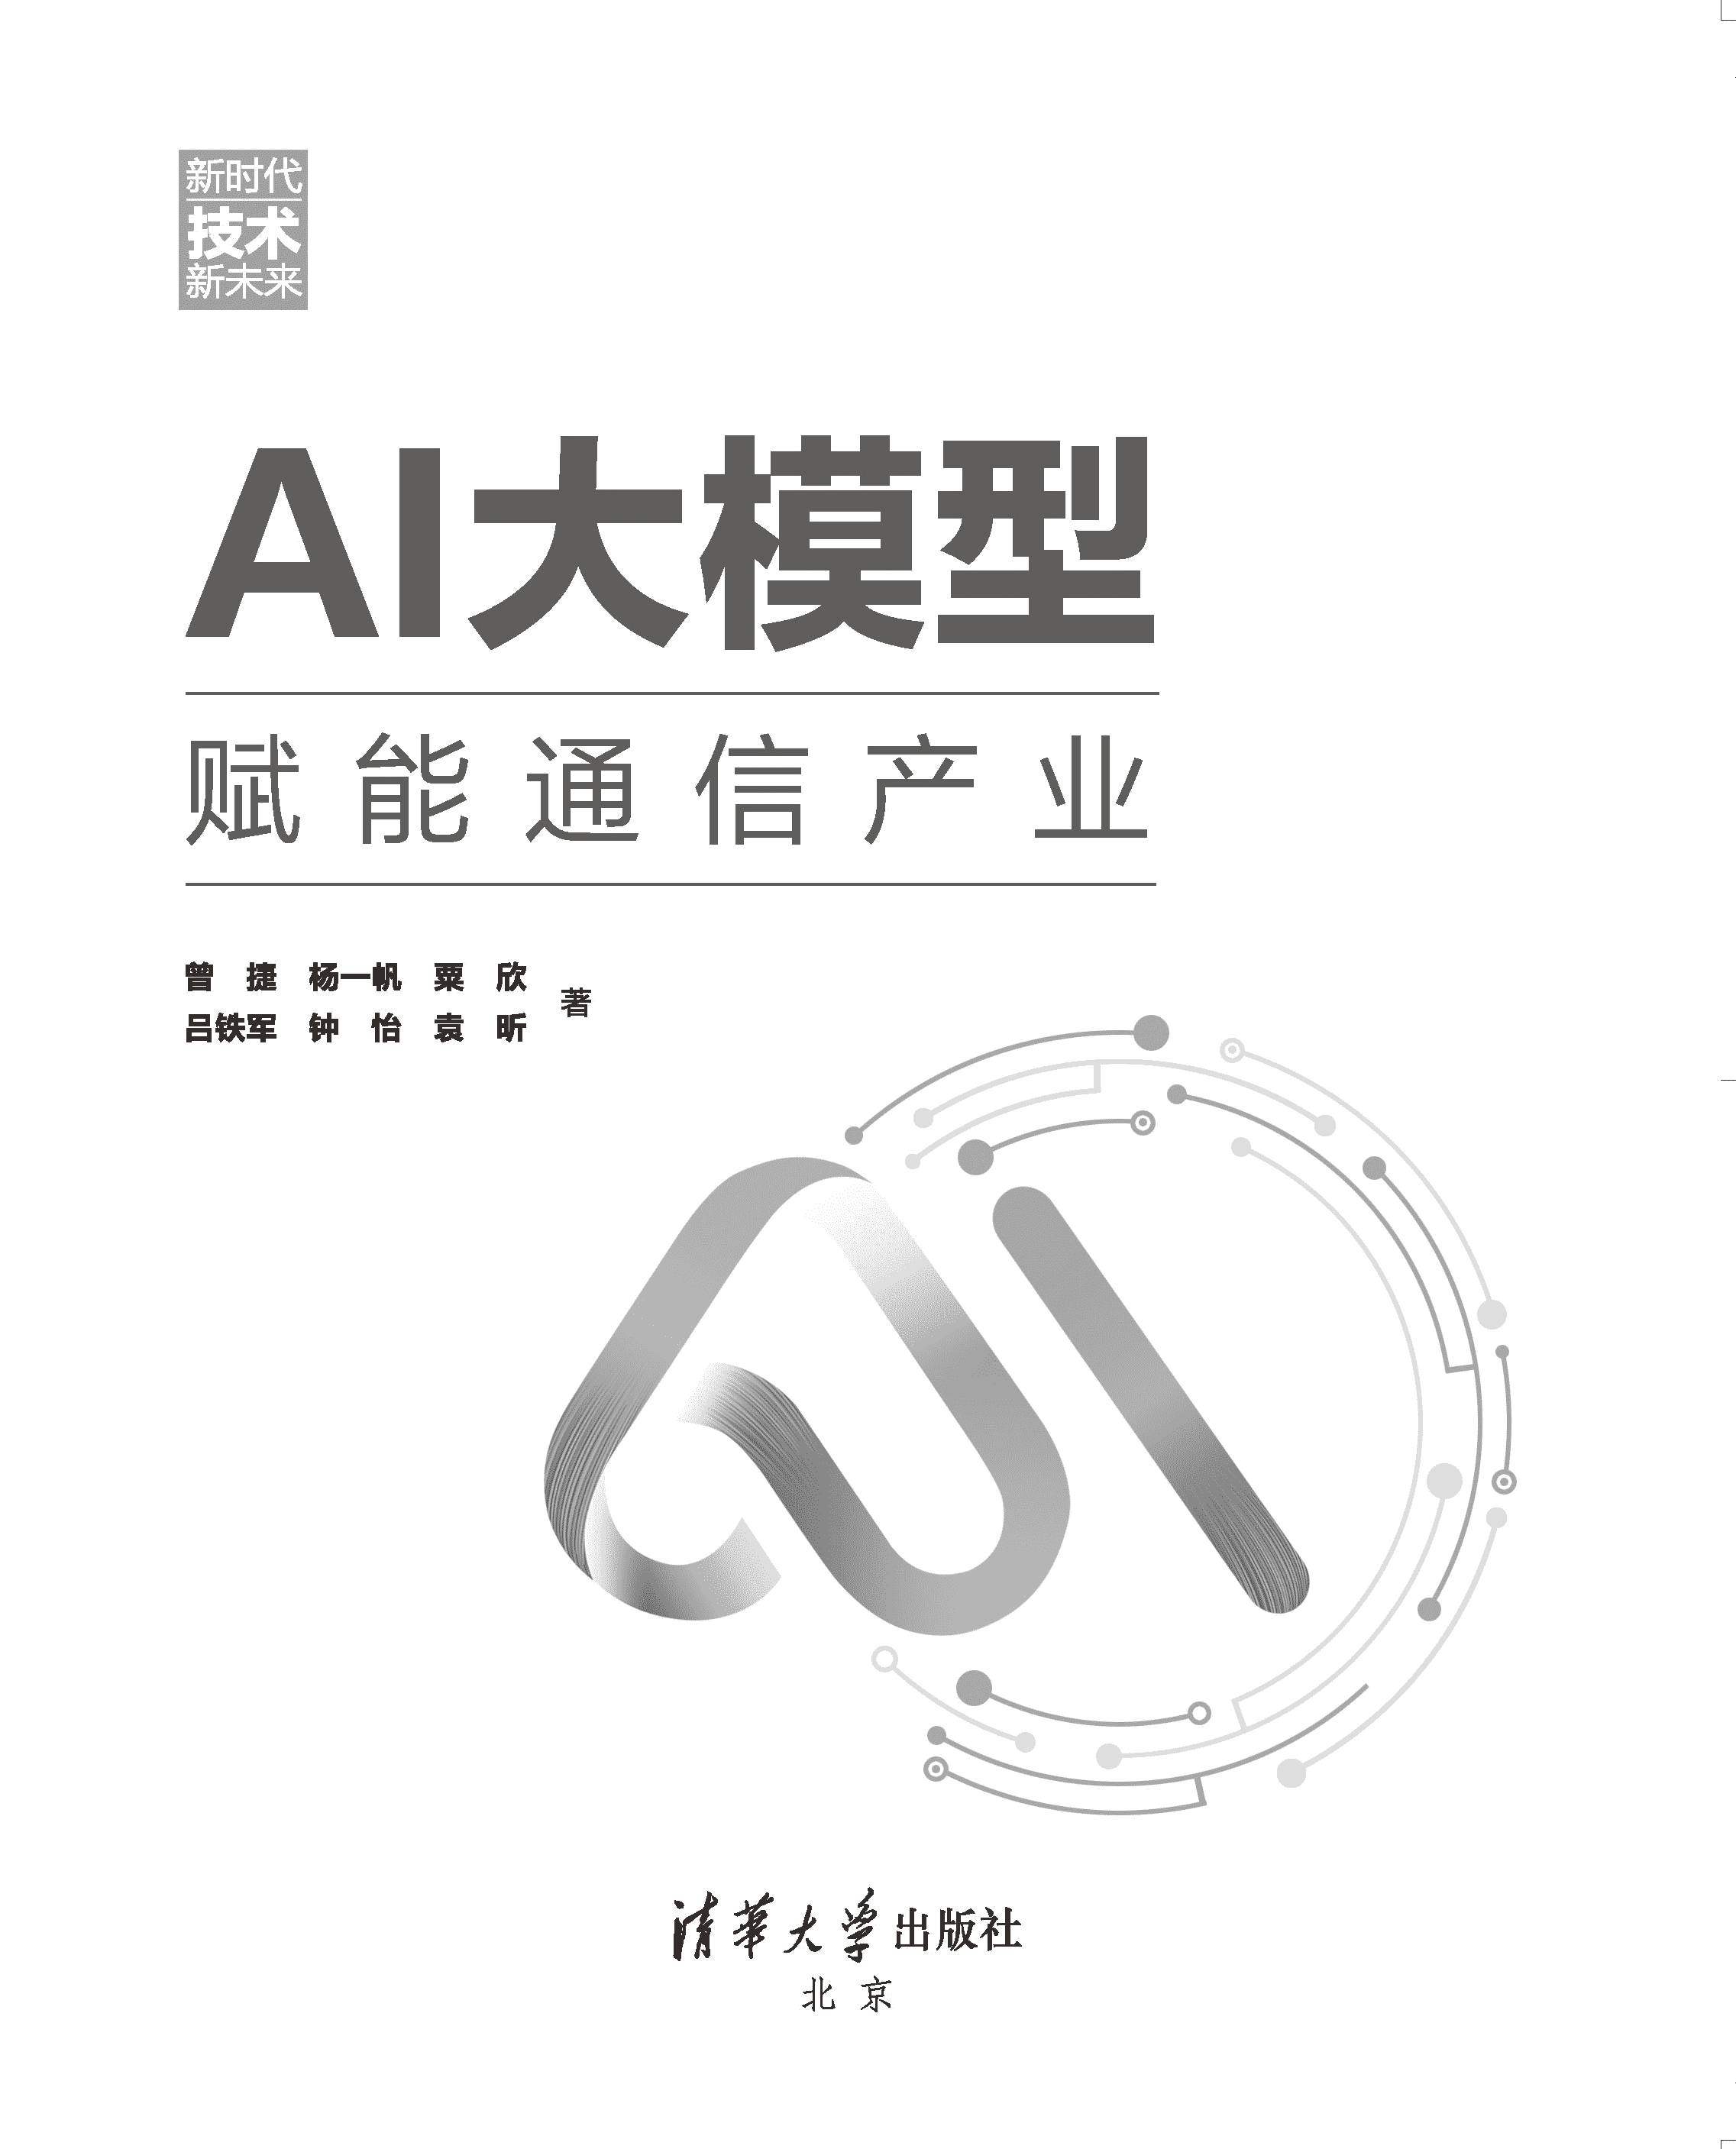 新时代
技术
新未来
AI大模型
赋能通信产业
曾 捷 杨一帆 粟 欣
吕铁军 钟 怡 袁 昕 著
清華大学出版社
北京